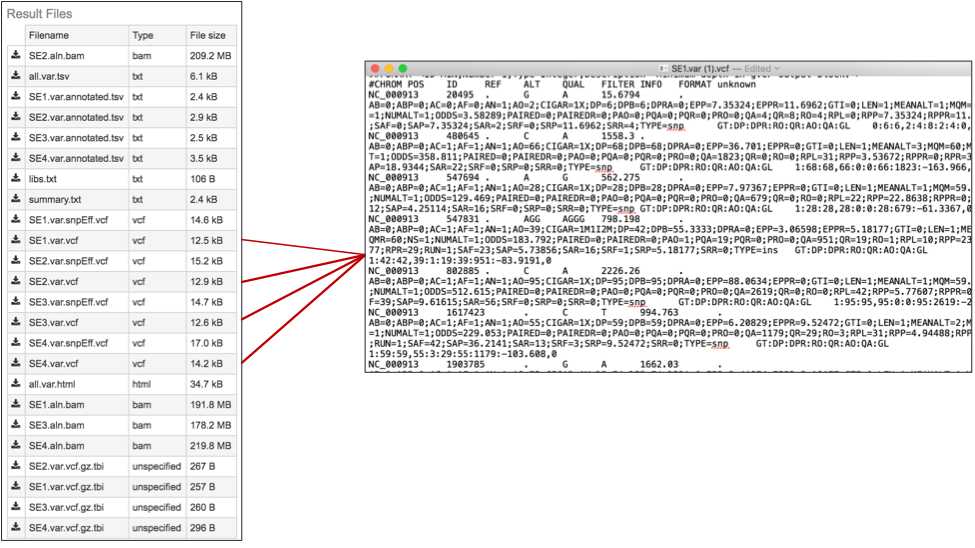 Result Files
Filename Type File size
SE2.aln.bam bam 209.2 MB
all.var.tsv txt 6.1 kB
SE1.var.annotated.tsv txt 2.4 kB
SE2.var.annotated.tsv txt 2.9 kB
SE3.var.annotated.tsv txt 2.5 kB
SE4.var.annotated.tsv txt 3.5 kB
libs.txt txt 106 B
summary.txt txt 2.4 kB
SE1.var.snpEff.vcf vcf 14.6 kB
SE1.var.vcf vcf 12.5 kB
SE2.var.snpEff.vcf vcf 15.2 kB
SE2.var.vcf vcf 12.9 kB
SE3.var.snpEff.vcf vcf 14.7 kB
SE3.var.vcf vcf 12.6 kB
SE4.var.snpEff.vcf vcf 17.0 kB
SE4.var.vcf vcf 14.2 kB
all.var.html html 34.7 kB
SE1.aln.bam bam 191.8 MB
SE3.aln.bam bam 178.2 MB
SE4.aln.bam bam 219.8 MB
SE2.var.vcf.gz.tbi unspecified 267 B
SE1.var.vcf.gz.tbi unspecified 257 B
SE3.var.vcf.gz.tbi unspecified 260 B
SE4.var.vcf.gz.tbi unspecified 296 B
SE1.var (1).vcf — Edited
#CHROM POS ID REF ALT QUAL FILTER INFO FORMAT unknown
NC_000913 20495 . G A 15.6794 .
AB=0;ABP=0;AC=0;AF=0;AN=1;AO=2;CIGAR=1X;DP=6;DPB=6;DPRA=0;EPP=7.35324;EPPR=11.6962;GTI=0;LEN=1;MEANALT=1;MQM=
=1;NUMALT=1;ODDS=3.58289;PAIRED=0;PAIREDR=0;PAO=0;PQA=0;PQR=0;PRO=0;QA=4;QR=8;RO=4;RPL=0;RPP=7.35324;RPPR=11.
;SAF=0;SAP=7.35324;SAR=2;SRF=0;SRP=11.6962;SRR=4;TYPE=snp GT:DP:DPR:RO:QR:AO:QA:GL 0:6:6,2:4:8:2:4:0,
NC_000913 480645 . C A 1558.3 .
AB=0;ABP=0;AC=1;AF=1;AN=1;AO=66;CIGAR=1X;DP=68;DPB=68;DPRA=0;EPP=36.701;EPPR=0;GTI=0;LEN=1;MEANALT=3;MQM=60;M
T=1;ODDS=358.811;PAIRED=0;PAIREDR=0;PAO=0;PQA=0;PQR=0;PRO=0;QA=1823;QR=0;RO=0;RPL=31;RPP=3.53672;RPPR=0;RPR=3
AP=18.9344;SAR=22;SRF=0;SRP=0;SRR=0;TYPE=snp GT:DP:DPR:RO:QR:AO:QA:GL 1:68:68,66:0:0:66:1823:-163.966,
NC_000913 547694 . A G 562.275 .
AB=0;ABP=0;AC=1;AF=1;AN=1;AO=28;CIGAR=1X;DP=28;DPB=28;DPRA=0;EPP=7.97367;EPPR=0;GTI=0;LEN=1;MEANALT=1;MQM=59.
;NUMALT=1;ODDS=129.469;PAIRED=0;PAIREDR=0;PAO=0;PQA=0;PQR=0;PRO=0;QA=679;QR=0;RO=0;RPL=22;RPP=22.8638;RPPR=0;
12;SAP=4.25114;SAR=16;SRF=0;SRP=0;SRR=0;TYPE=snp GT:DP:DPR:RO:QR:AO:QA:GL 1:28:28,28:0:0:28:679:-61.3367,0
NC_000913 547831 . AGG AGGG 798.198 .
AB=0;ABP=0;AC=1;AF=1;AN=1;AO=39;CIGAR=1M1I2M;DP=42;DPB=55.3333;DPRA=0;EPP=3.06598;EPPR=5.18177;GTI=0;LEN=1;ME
QMR=60;NS=1;NUMALT=1;ODDS=183.792;PAIRED=0;PAIREDR=0;PAO=1;PQA=19;PQR=0;PRO=0;QA=951;QR=19;RO=1;RPL=10;RPP=23
77;RPR=29;RUN=1;SAF=23;SAP=5.73856;SAR=16;SRF=1;SRP=5.18177;SRR=0;TYPE=ins GT:DP:DPR:RO:QR:AO:QA:GL
1:42:42,39:1:19:39:951:-83.9191,0
NC_000913 802885 . C A 2226.26 .
AB=0;ABP=0;AC=1;AF=1;AN=1;AO=95;CIGAR=1X;DP=95;DPB=95;DPRA=0;EPP=88.0634;EPPR=0;GTI=0;LEN=1;MEANALT=1;MQM=59.
;NUMALT=1;ODDS=512.615;PAIRED=0;PAIREDR=0;PAO=0;PQA=0;PQR=0;PRO=0;QA=2619;QR=0;RO=0;RPL=42;RPP=5.77607;RPPR=0
F=39;SAP=9.61615;SAR=56;SRF=0;SRP=0;SRR=0;TYPE=snp GT:DP:DPR:RO:QR:AO:QA:GL 1:95:95,95:0:0:95:2619:-2
NC_000913 1617423 . C T 994.763 .
AB=0;ABP=0;AC=1;AF=1;AN=1;AO=55;CIGAR=1X;DP=59;DPB=59;DPRA=0;EPP=6.20829;EPPR=9.52472;GTI=0;LEN=1;MEANALT=2;M
=1;NUMALT=1;ODDS=229.053;PAIRED=0;PAIREDR=0;PAO=0;PQA=0;PQR=0;PRO=0;QA=1179;QR=29;RO=3;RPL=31;RPP=4.94488;RPP
;RUN=1;SAF=42;SAP=36.2141;SAR=13;SRF=3;SRP=9.52472;SRR=0;TYPE=snp GT:DP:DPR:RO:QR:AO:QA:GL
1:59:59,55:3:29:55:1179:-103.608,0
NC_000913 1903785 . G A 1662.03 .